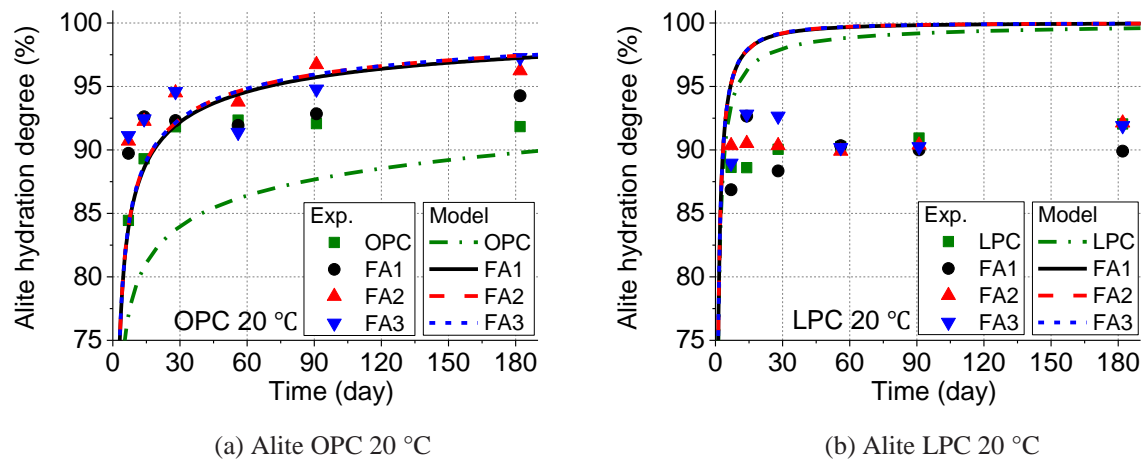 Alite hydration degree (%)
100
95
90
85
80
75
Exp. Model
OPC OPC
FA1 FA1
FA2 FA2
FA3 FA3
OPC 20 °C
0 30 60 90 120 150 180
Time (day)
(a) Alite OPC 20 °C
Alite hydration degree (%)
100
95
90
85
80
75
Exp. Model
LPC LPC
FA1 FA1
FA2 FA2
FA3 FA3
LPC 20 °C
0 30 60 90 120 150 180
Time (day)
(b) Alite LPC 20 °C